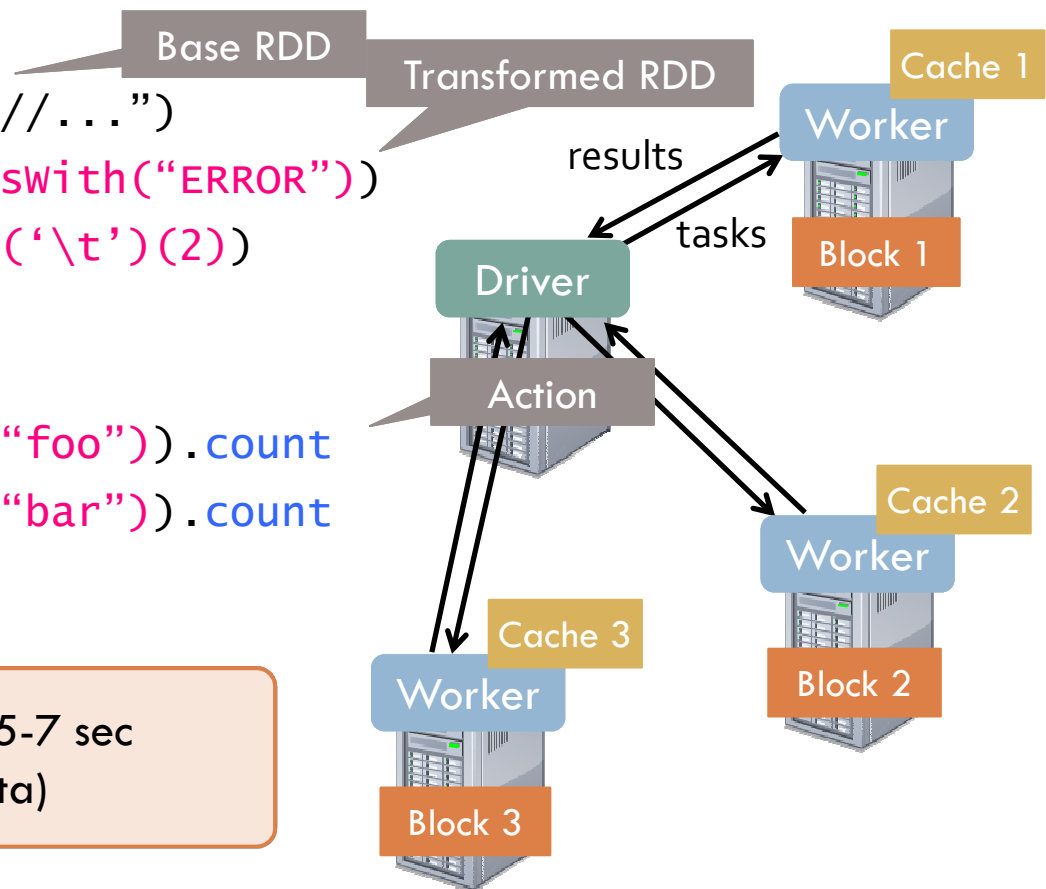 Base RDD
Transformed RDD
//...”)
sWith(“ERROR”))
(‘\t’)(2))
Action
“foo”)).count
“bar”)).count
5-7 sec
ta)
results
tasks
Driver
Cache 1
Worker
Block 1
Cache 2
Worker
Block 2
Cache 3
Worker
Block 3